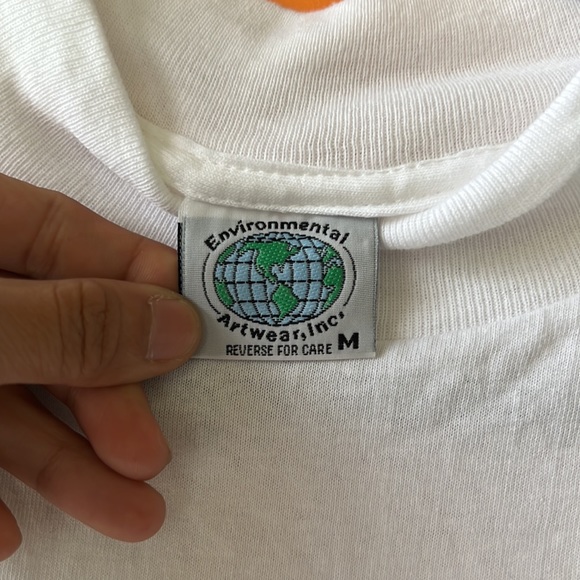 Environmental
Artwear, Inc.
REVERSE FOR CARE M